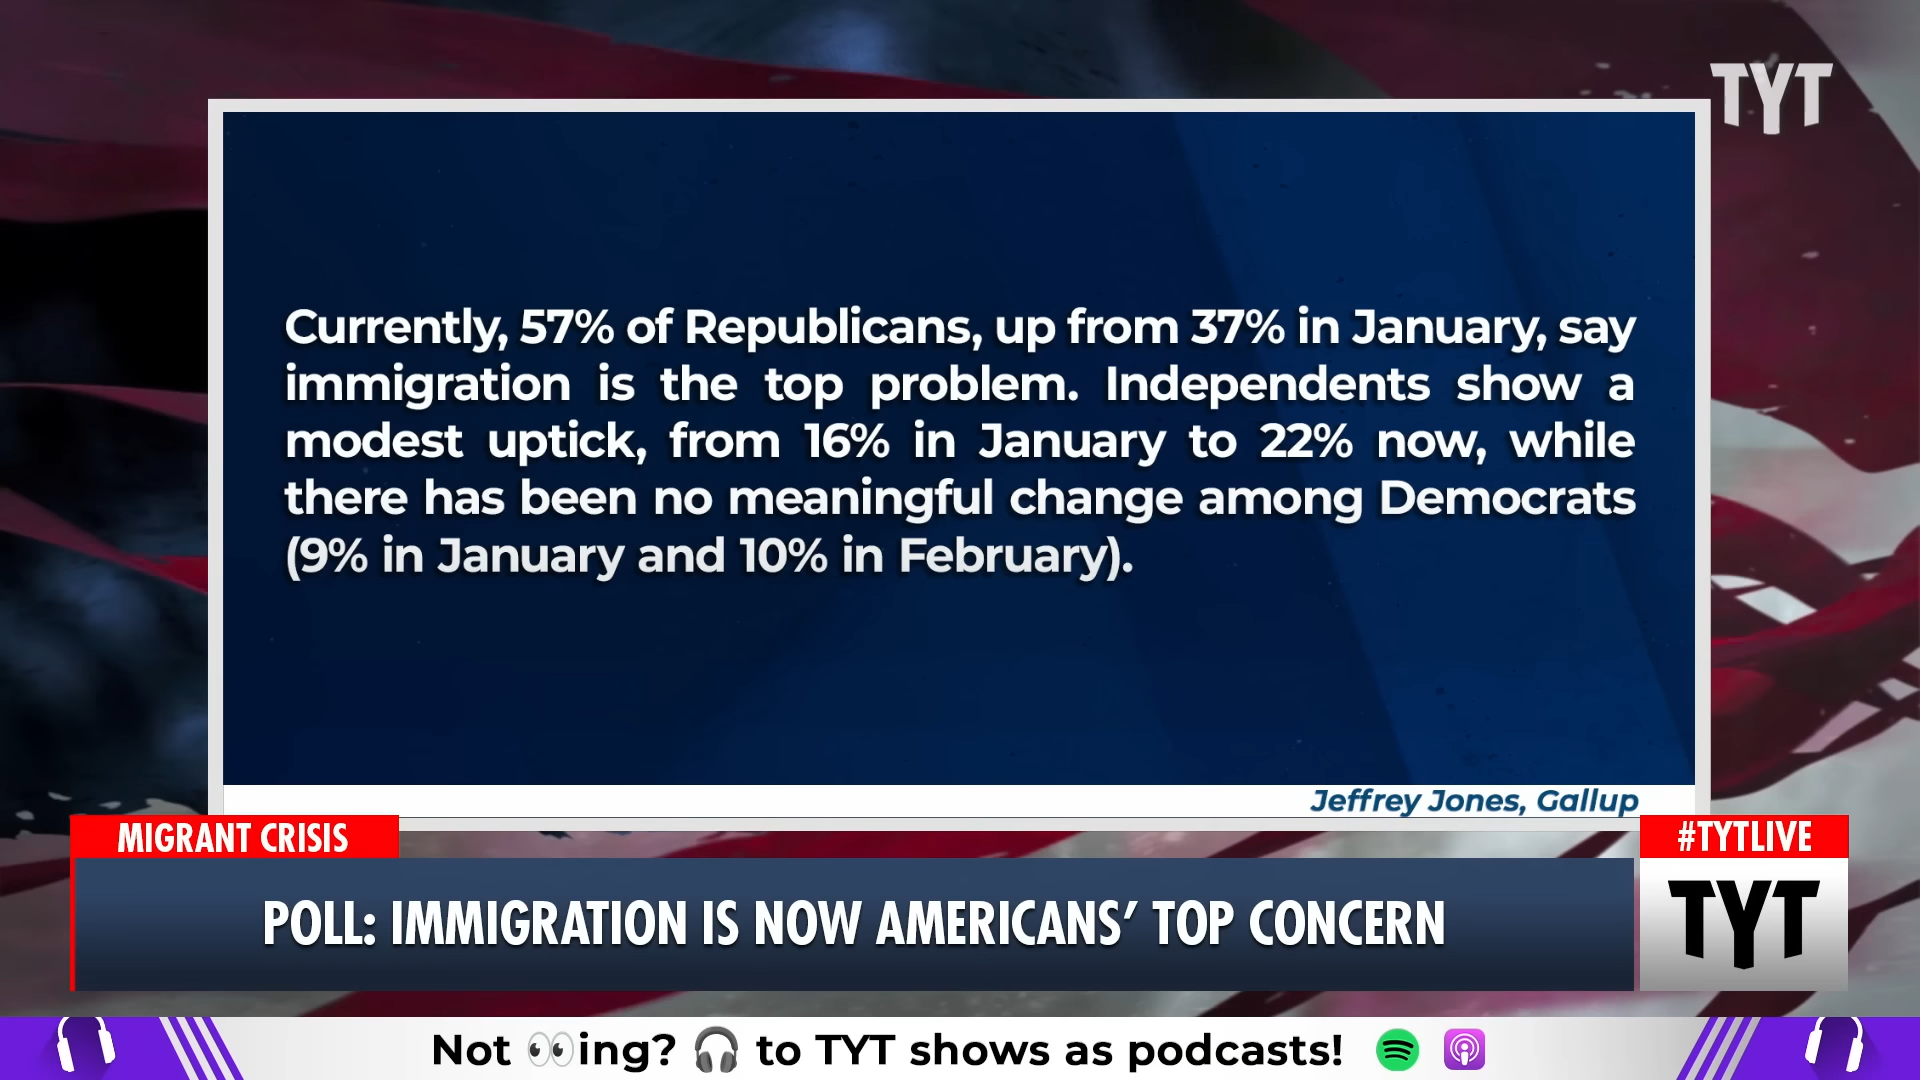 TYT
Currently, 57% of Republicans, up from 37% in January, say
immigration is the top problem. Independents show a
modest uptick, from 16% in January to 22% now, while
there has been no meaningful change among Democrats
(9% in January and 10% in February).
Jeffrey Jones, Gallup
MIGRANT CRISIS
#TYTLIVE
POLL: IMMIGRATION IS NOW AMERICANS’ TOP CONCERN
TYT
Not 👀ing? 🎧 to TYT shows as podcasts!